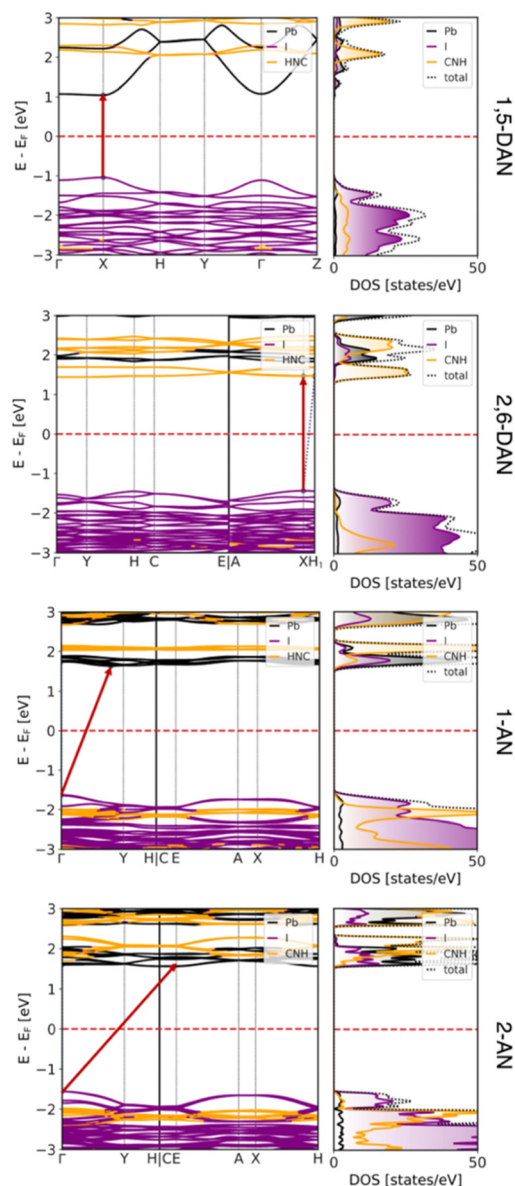 3
2
1
0
−1
−2
−3
E - E_F [eV]
Γ X H Y Γ Z
Pb
I
HNC
Pb
I
CNH
total
0 50
DOS [states/eV]
1,5-DAN
3
2
1
0
−1
−2
−3
E - E_F [eV]
Γ Y H C E|A XH₁
Pb
I
HNC
Pb
I
CNH
total
0 50
DOS [states/eV]
2,6-DAN
3
2
1
0
−1
−2
−3
E - E_F [eV]
Γ Y H|C E A X H
Pb
I
HNC
Pb
I
CNH
total
0 50
DOS [states/eV]
1-AN
3
2
1
0
−1
−2
−3
E - E_F [eV]
Γ Y H|CE A X H
Pb
I
CNH
Pb
I
CNH
total
0 50
DOS [states/eV]
2-AN